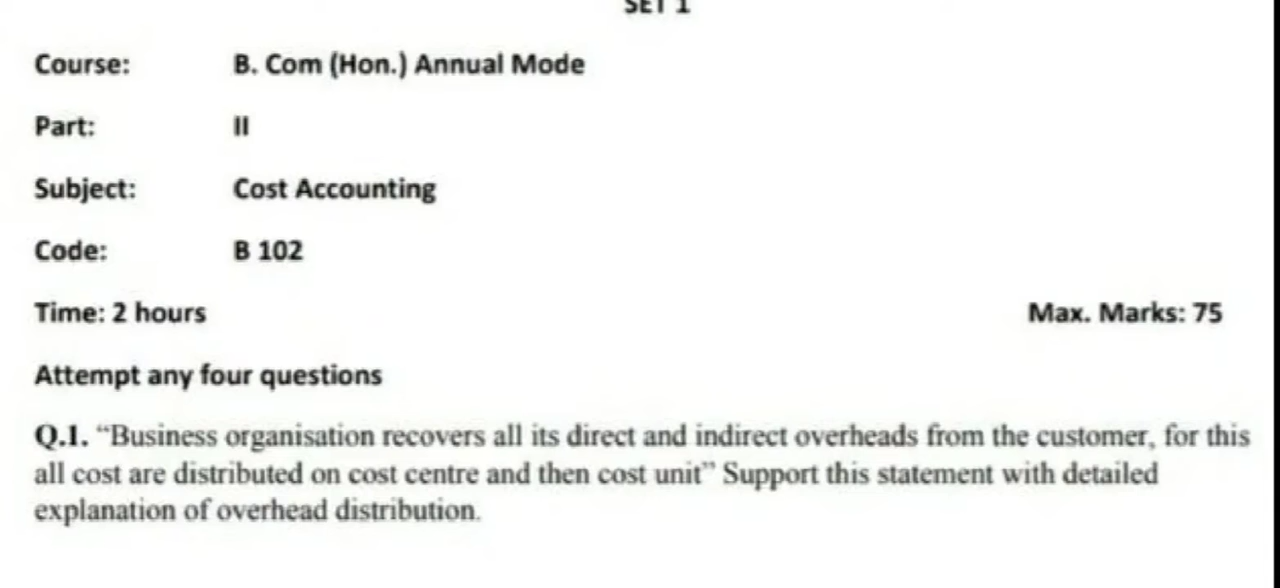 SET 1
Course: B. Com (Hon.) Annual Mode
Part: II
Subject: Cost Accounting
Code: B 102
Time: 2 hours Max. Marks: 75
Attempt any four questions
Q.1. “Business organisation recovers all its direct and indirect overheads from the customer, for this
all cost are distributed on cost centre and then cost unit” Support this statement with detailed
explanation of overhead distribution.